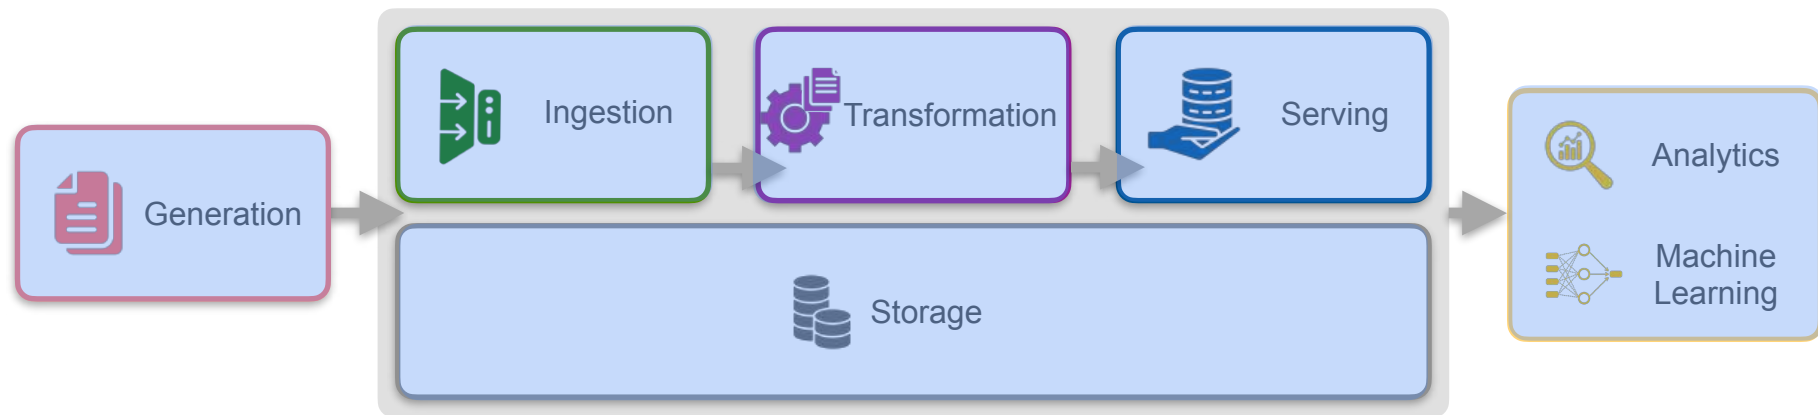 Generation
Ingestion
Transformation
Serving
Storage
Analytics
Machine
Learning